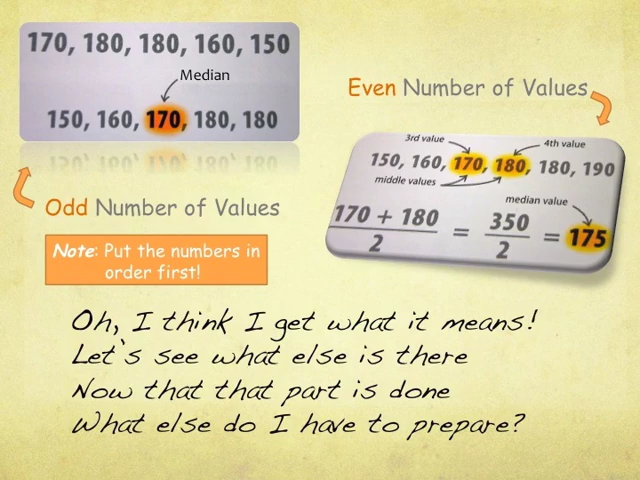 170, 180, 180, 160, 150
Median
150, 160, 170, 180, 180
Odd Number of Values
Note: Put the numbers in
order first!
Even Number of Values
3rd value
4th value
150, 160, 170, 180, 180, 190
middle values
median value
170 + 180
2
=
350
2
= 175
Oh, I think I get what it means!
Let's see what else is there
Now that that part is done
What else do I have to prepare?